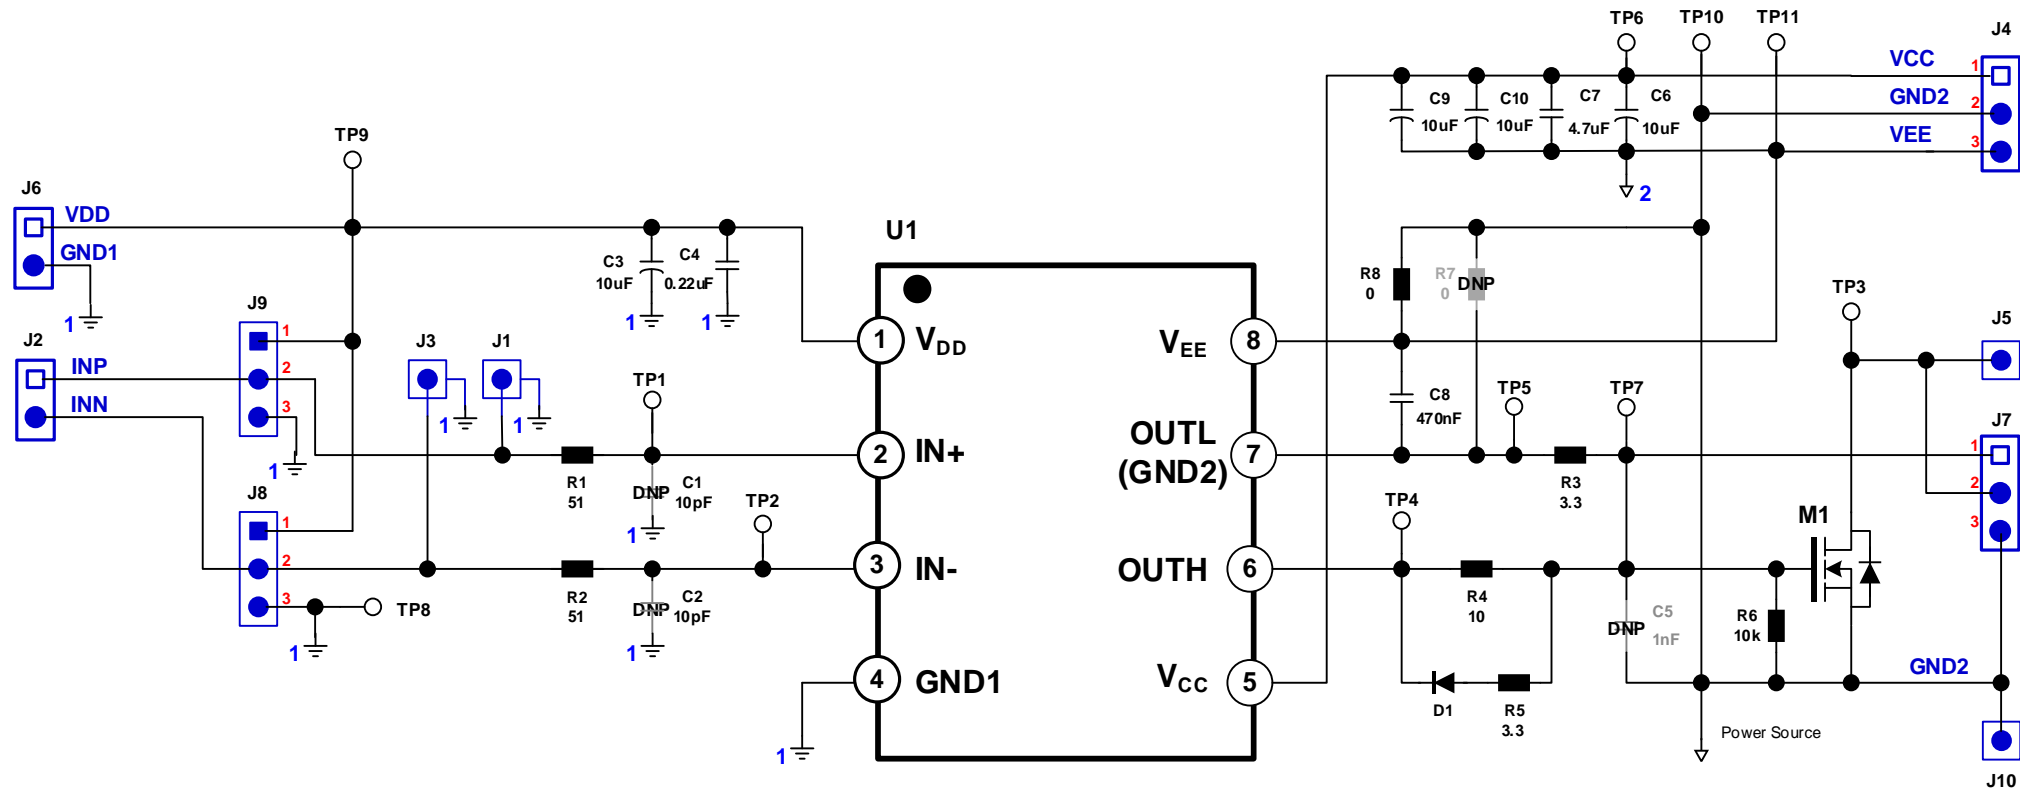 TP6
TP10
TP11
J4
VCC
1
GND2
2
VEE
3
C9
10uF
C10
10uF
C7
4.7uF
C6
10uF
2
TP9
J6
VDD
GND1
1
J9
1
2
3
1
J2
INP
INN
J3
1
J1
1
C3
10uF
1
C4
0.22uF
1
U1
1
VDD
2
IN+
3
IN-
4
GND1
1
8
VEE
7
OUTL
(GND2)
6
OUTH
5
VCC
TP1
R1
51
DNP
C1
10pF
1
TP2
J8
1
2
3
1
TP8
R2
51
DNP
C2
10pF
1
R8
0
R7
0
DNP
C8
470nF
TP5
TP7
R3
3.3
TP4
R4
10
D1
R5
3.3
DNP
C5
1nF
R6
10k
M1
TP3
J5
J7
1
2
3
GND2
Power Source
J10